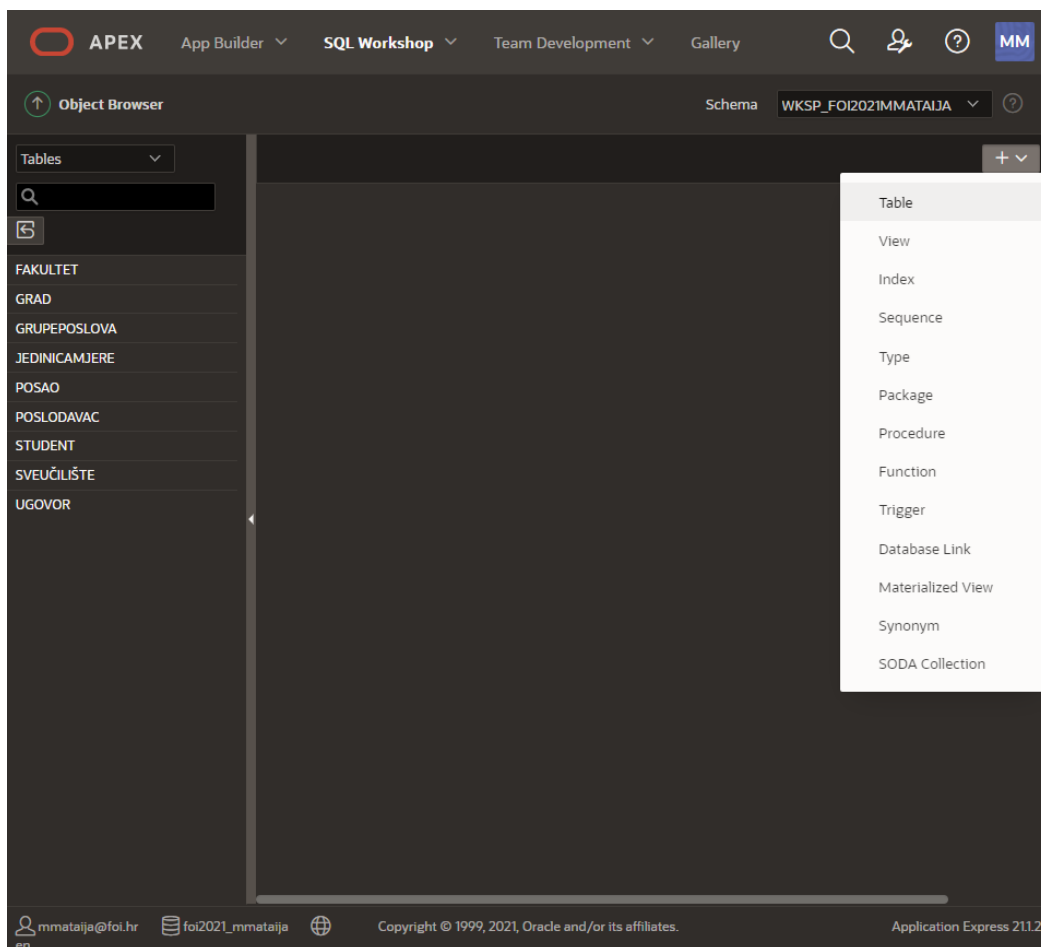 APEX App Builder SQL Workshop Team Development Gallery MM
Object Browser Schema WKSP_FOI2021MMATAIJA
Tables
FAKULTET
GRAD
GRUPEPOSLOVA
JEDINICAMJERE
POSAO
POSLODAVAC
STUDENT
SVEUČILIŠTE
UGOVOR
Table
View
Index
Sequence
Type
Package
Procedure
Function
Trigger
Database Link
Materialized View
Synonym
SODA Collection
mmataija@foi.hr foi2021_mmataija Copyright © 1999, 2021, Oracle and/or its affiliates. Application Express 21.1.2
en